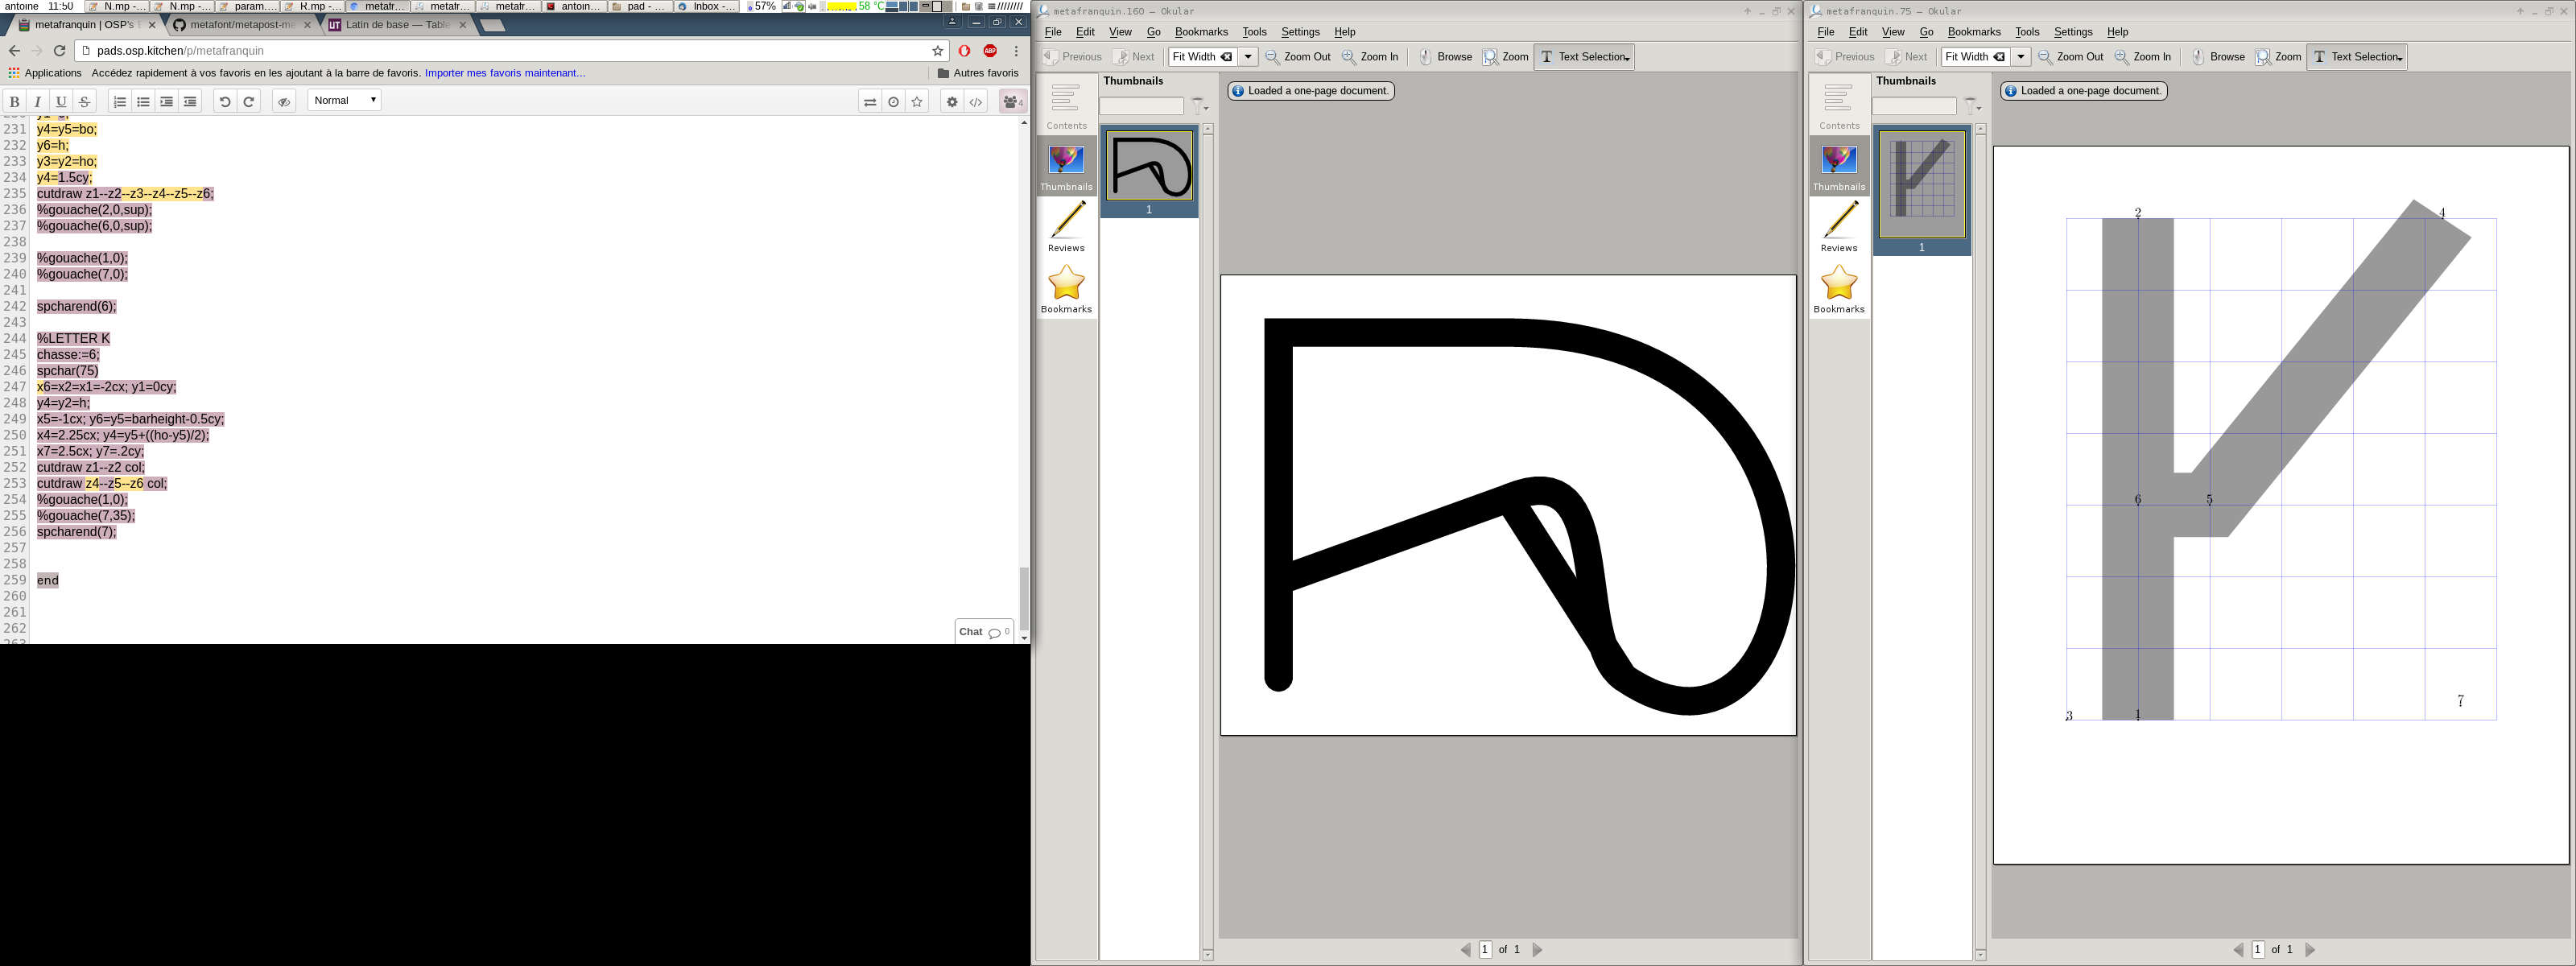 antoine 11:50 N.mp -... N.mp -... param.... R.mp -... metafr... metafr... metafr... antoin... pad - ... Inbox -... 57% 58 °C
metafranquin | OSP's
metafont/metapost-me
Latin de base — Table
pads.osp.kitchen/p/metafranquin
Applications Accédez rapidement à vos favoris en les ajoutant à la barre de favoris. Importer mes favoris maintenant... Autres favoris
B I U S Normal 4
231 y4=y5=bo;
232 y6=h;
233 y3=y2=ho;
234 y4=1.5cy;
235 cutdraw z1--z2--z3--z4--z5--z6;
236 %gouache(2,0,sup);
237 %gouache(6,0,sup);
238
239 %gouache(1,0);
240 %gouache(7,0);
241
242 spcharend(6);
243
244 %LETTER K
245 chasse:=6;
246 spchar(75)
247 x6=x2=x1=-2cx; y1=0cy;
248 y4=y2=h;
249 x5=-1cx; y6=y5=barheight-0.5cy;
250 x4=2.25cx; y4=y5+((ho-y5)/2);
251 x7=2.5cx; y7=.2cy;
252 cutdraw z1--z2 col;
253 cutdraw z4--z5--z6 col;
254 %gouache(1,0);
255 %gouache(7,35);
256 spcharend(7);
257
258
259 end
260
261
262
Chat 0
metafranquin.160 – Okular
File Edit View Go Bookmarks Tools Settings Help
Previous Next Fit Width Zoom Out Zoom In Browse Zoom Text Selection
Thumbnails
Loaded a one-page document.
Contents
Thumbnails
Reviews
Bookmarks
1
1 of 1
metafranquin.75 – Okular
File Edit View Go Bookmarks Tools Settings Help
Previous Next Fit Width Zoom Out Zoom In Browse Zoom Text Selection
Thumbnails
Loaded a one-page document.
Contents
Thumbnails
Reviews
Bookmarks
1
2 4
6 5
7
3 1
1 of 1